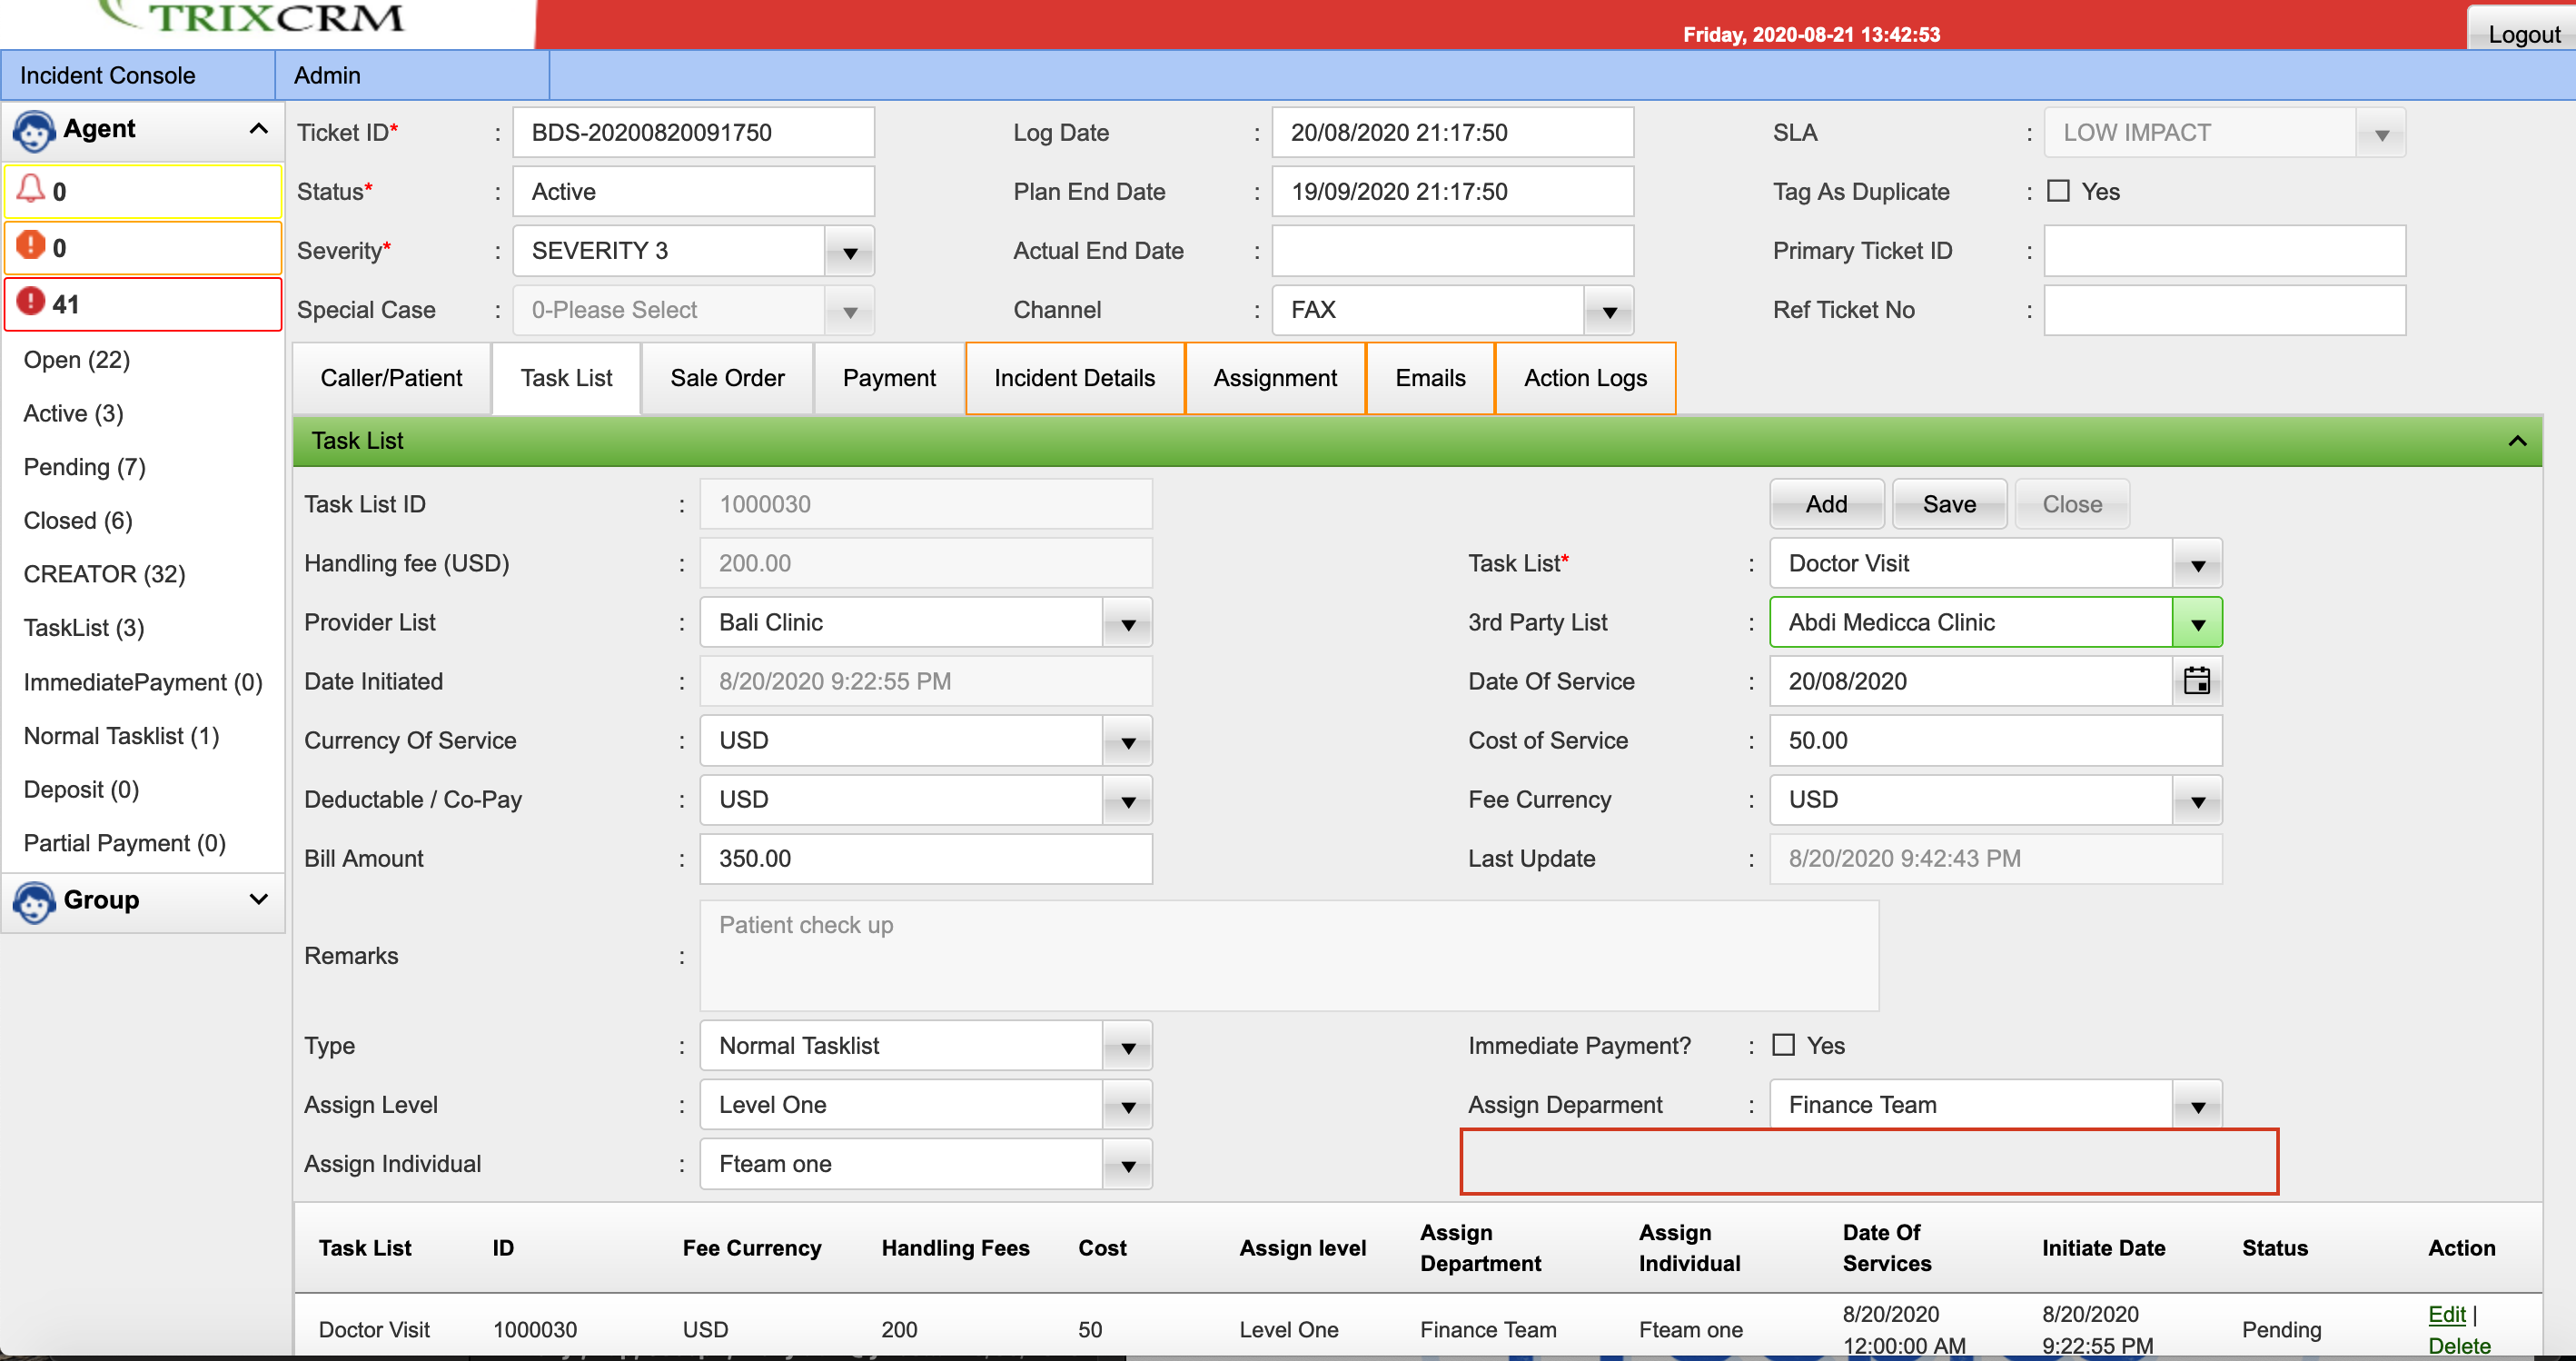 TRIXCRM
Friday, 2020-08-21 13:42:53
Logout
Incident Console
Admin
Agent
0
0
41
Open (22)
Active (3)
Pending (7)
Closed (6)
CREATOR (32)
TaskList (3)
ImmediatePayment (0)
Normal Tasklist (1)
Deposit (0)
Partial Payment (0)
Group
Ticket ID* : BDS-20200820091750
Log Date : 20/08/2020 21:17:50
SLA : LOW IMPACT
Status* : Active
Plan End Date : 19/09/2020 21:17:50
Tag As Duplicate : Yes
Severity* : SEVERITY 3
Actual End Date :
Primary Ticket ID :
Special Case : 0-Please Select
Channel : FAX
Ref Ticket No :
Caller/Patient Task List Sale Order Payment Incident Details Assignment Emails Action Logs
Task List
Task List ID : 1000030
Add Save Close
Handling fee (USD) : 200.00
Task List* : Doctor Visit
Provider List : Bali Clinic
3rd Party List : Abdi Medicca Clinic
Date Initiated : 8/20/2020 9:22:55 PM
Date Of Service : 20/08/2020
Currency Of Service : USD
Cost of Service : 50.00
Deductable / Co-Pay : USD
Fee Currency : USD
Bill Amount : 350.00
Last Update : 8/20/2020 9:42:43 PM
Remarks : Patient check up
Type : Normal Tasklist
Immediate Payment? : Yes
Assign Level : Level One
Assign Deparment : Finance Team
Assign Individual : Fteam one
Task List ID Fee Currency Handling Fees Cost Assign level Assign Department Assign Individual Date Of Services Initiate Date Status Action
Doctor Visit 1000030 USD 200 50 Level One Finance Team Fteam one 8/20/2020 12:00:00 AM 8/20/2020 9:22:55 PM Pending Edit | Delete